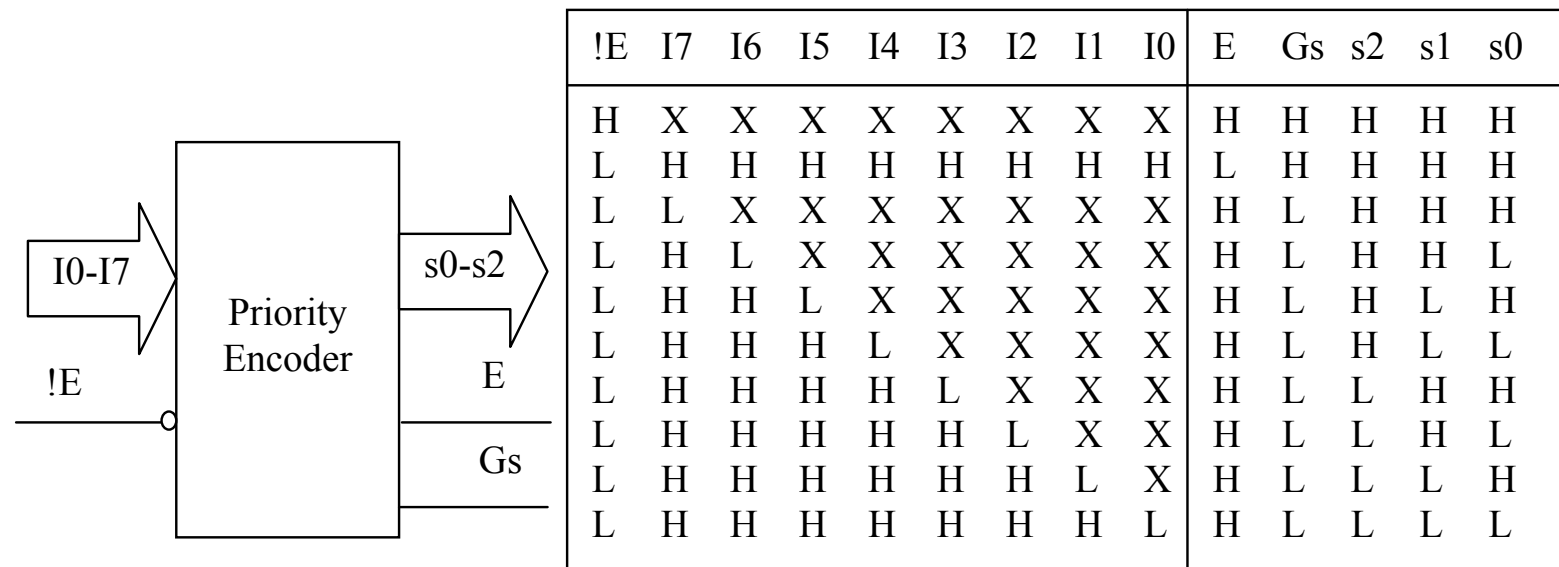 I0-I7
!E
Priority
Encoder
s0-s2
E
Gs
!E I7 I6 I5 I4 I3 I2 I1 I0 E Gs s2 s1 s0
H X X X X X X X X H H H H H
L H H H H H H H H L H H H H
L L X X X X X X X H L H H H
L H L X X X X X X H L H H L
L H H L X X X X X H L H L H
L H H H L X X X X H L H L L
L H H H H L X X X H L L H H
L H H H H H L X X H L L H L
L H H H H H H L X H L L L H
L H H H H H H H L H L L L L